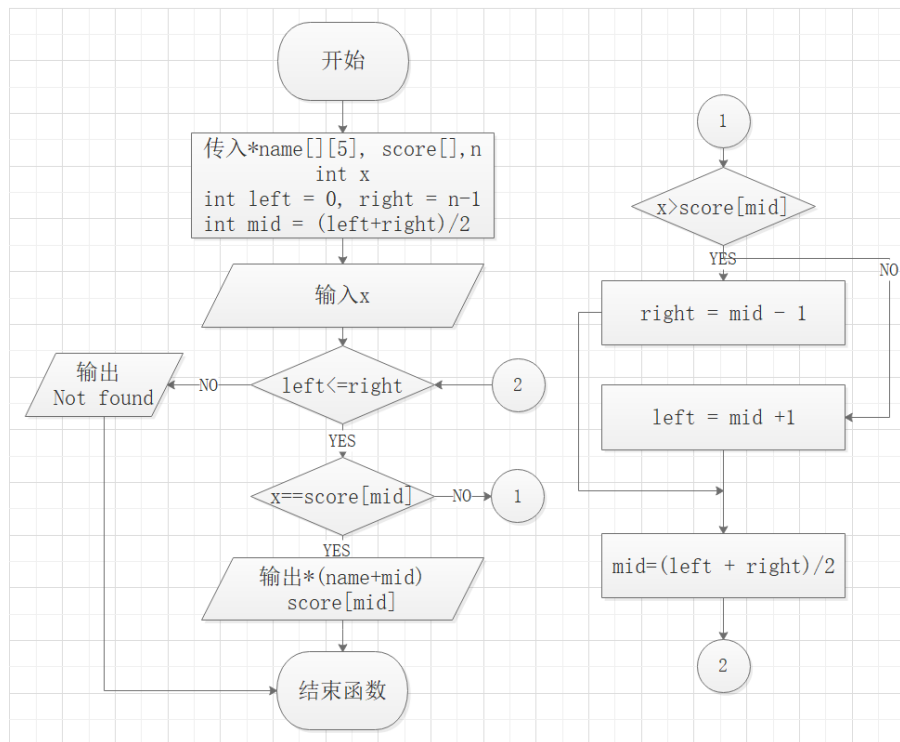 开始
传入*name[][5], score[],n
int x
int left = 0, right = n-1
int mid = (left+right)/2
输入x
left<=right
NO
输出
Not found
2
YES
x==score[mid]
NO
1
YES
输出*(name+mid)
score[mid]
结束函数
1
x>score[mid]
YES
NO
right = mid - 1
left = mid +1
mid=(left + right)/2
2